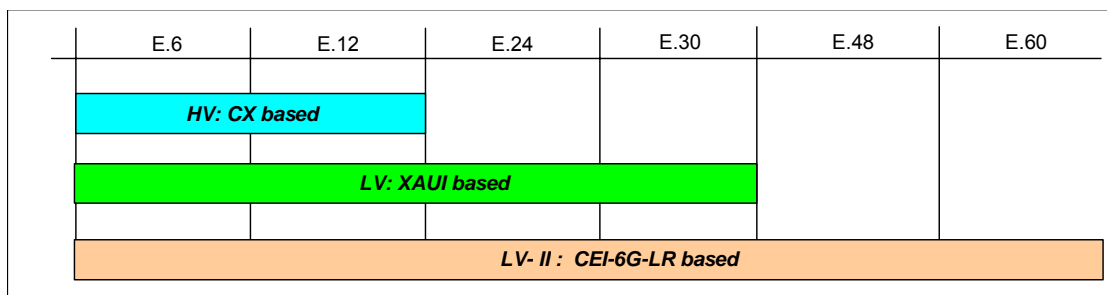 E.6 E.12 E.24 E.30 E.48 E.60
HV: CX based
LV: XAUI based
LV- II : CEI-6G-LR based